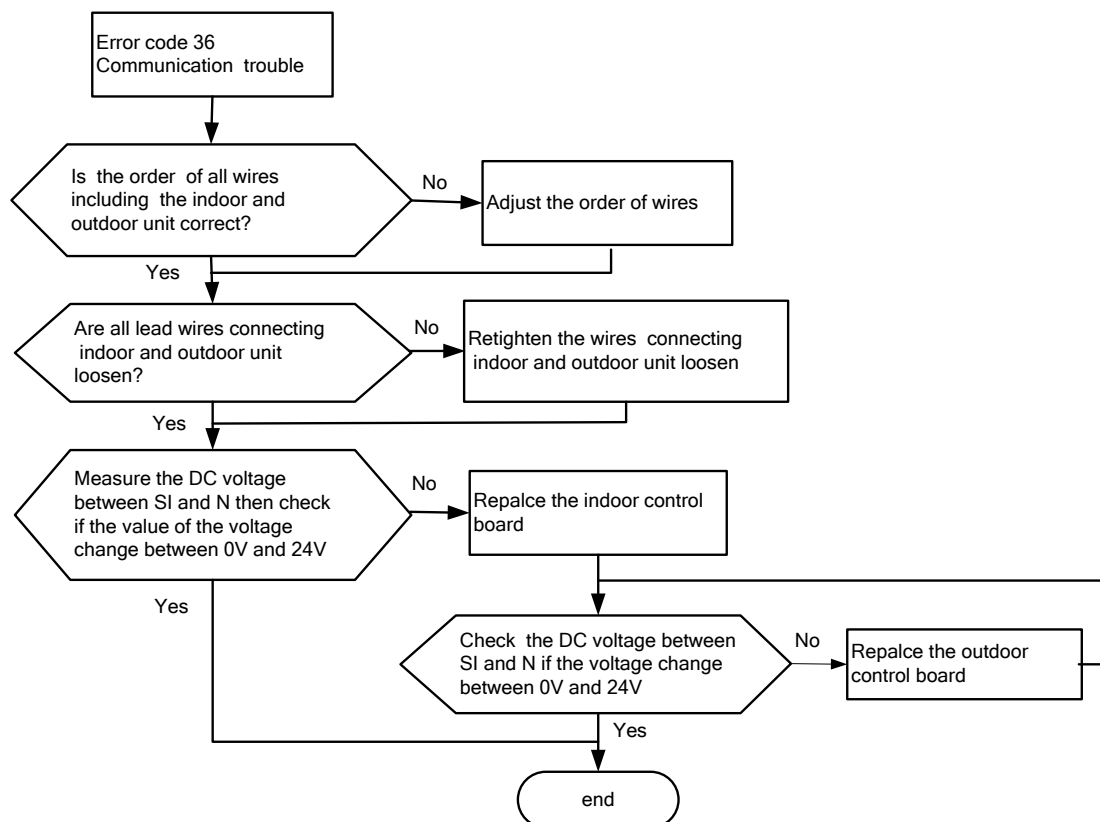 Error code 36
Communication trouble
Is the order of all wires
including the indoor and
outdoor unit correct?
No
Adjust the order of wires
Yes
Are all lead wires connecting
indoor and outdoor unit
loosen?
No
Retighten the wires connecting
indoor and outdoor unit loosen
Yes
Measure the DC voltage
between SI and N then check
if the value of the voltage
change between 0V and 24V
No
Repalce the indoor control
board
Yes
Check the DC voltage between
SI and N if the voltage change
between 0V and 24V
No
Repalce the outdoor
control board
Yes
end